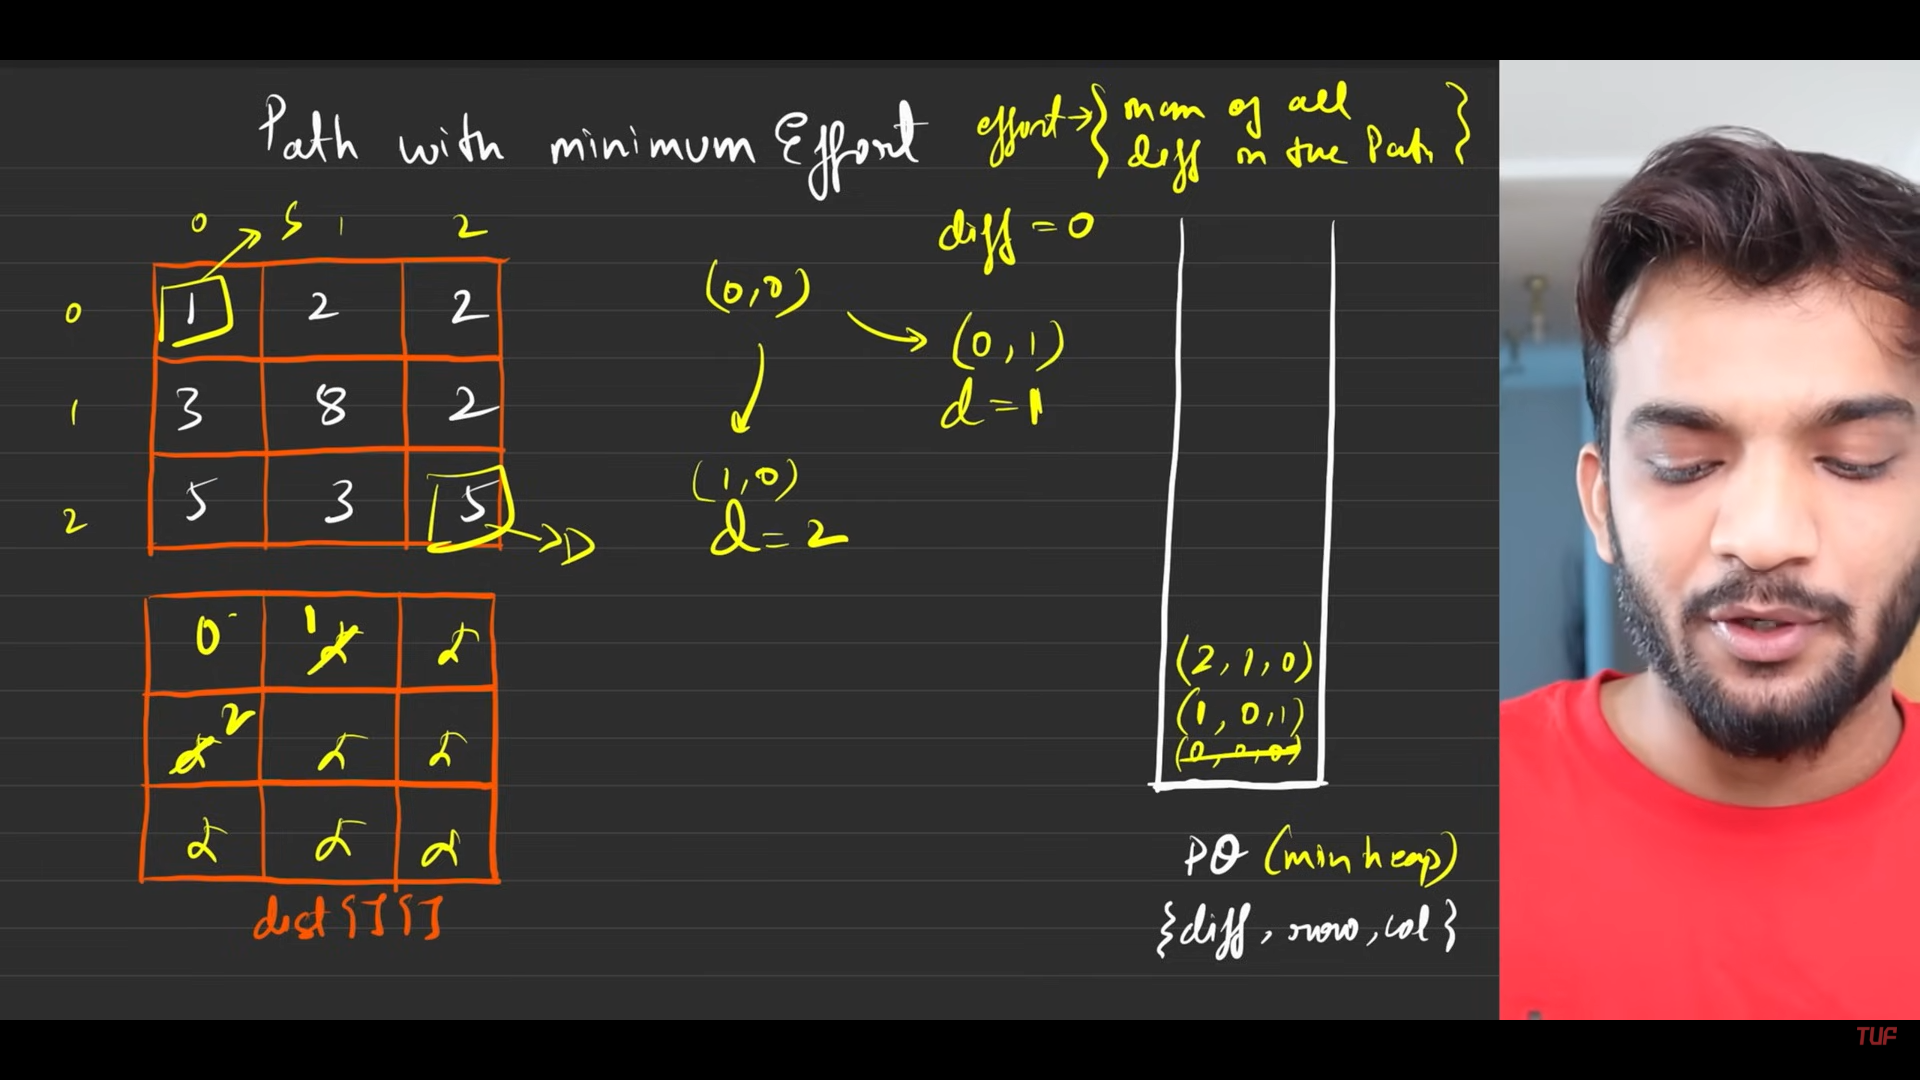 Path with minimum Effort
effort → { max of all
diff in the Path }
0 S 1 2
diff = 0
0 1 2 2
(0,0)
(0,1)
d = 1
1 3 8 2
(1,0)
d = 2
2 5 3 5 → D
0 1 ∝ ∝
∝ 2 ∝ ∝
∝ ∝ ∝
dist[][]
(2,1,0)
(1,0,1)
(0,0,0)
PQ (min heap)
{diff, row, col}
TUF